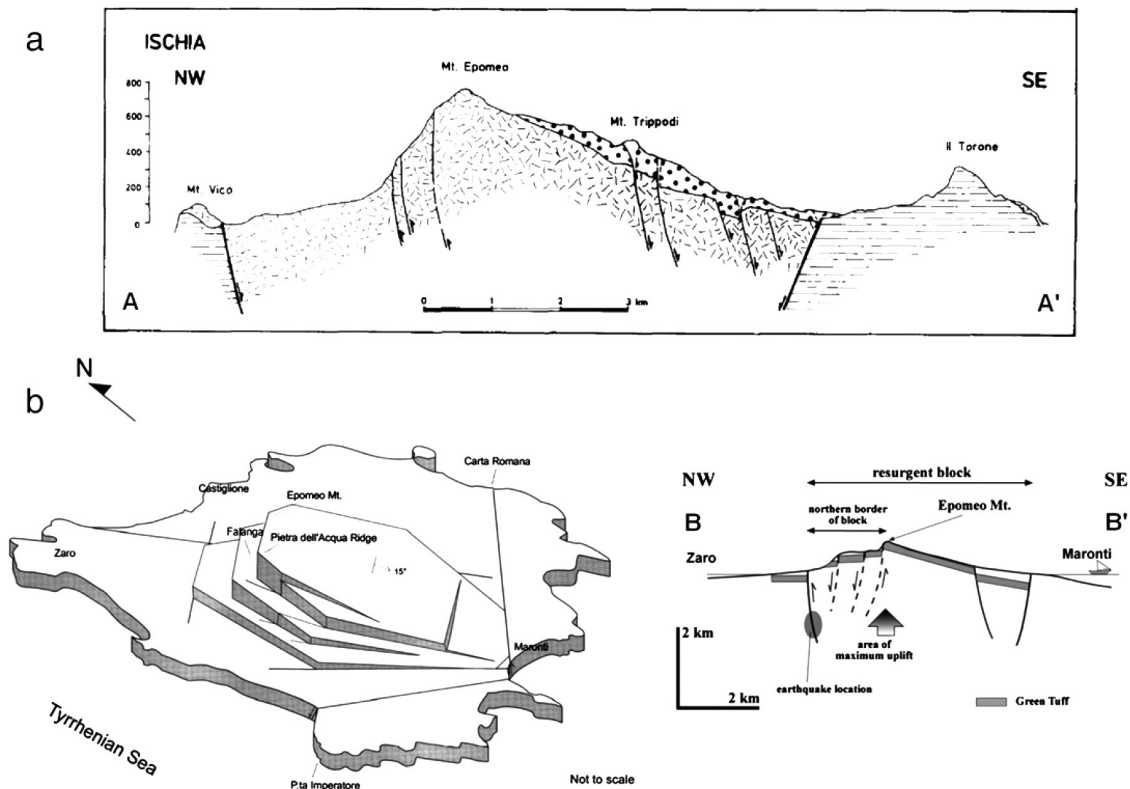 a
ISCHIA
NW
SE
Mt. Epomeo
800
600
400
200
0
Mt. Vico
Mt. Trippodi
Il Torone
A
0 1 2 3 km
A'
b
N
Carta Romana
Castiglione
Epomeo Mt.
Falanga
Pietra dell'Acqua Ridge
Zaro
15°
Maronti
Tyrrhenian Sea
P.ta Imperatore
Not to scale
NW
SE
resurgent block
B
B'
northern border
of block
Epomeo Mt.
Zaro
Maronti
2 km
area of
maximum uplift
2 km
earthquake location
Green Tuff